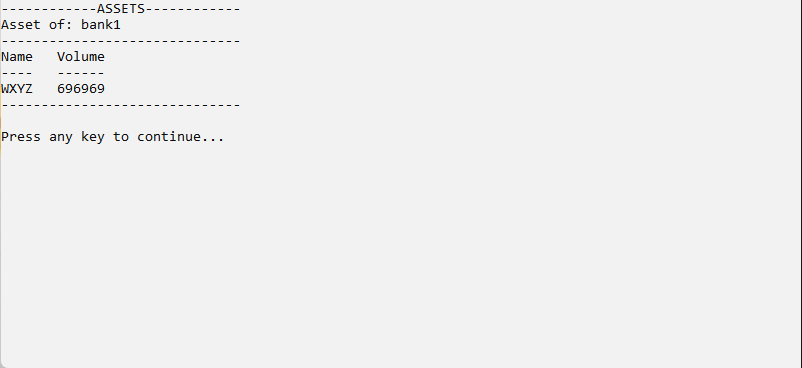 ------------ASSETS------------
Asset of: bank1
------------------------------
Name   Volume
----   ------
WXYZ   696969
------------------------------
Press any key to continue...